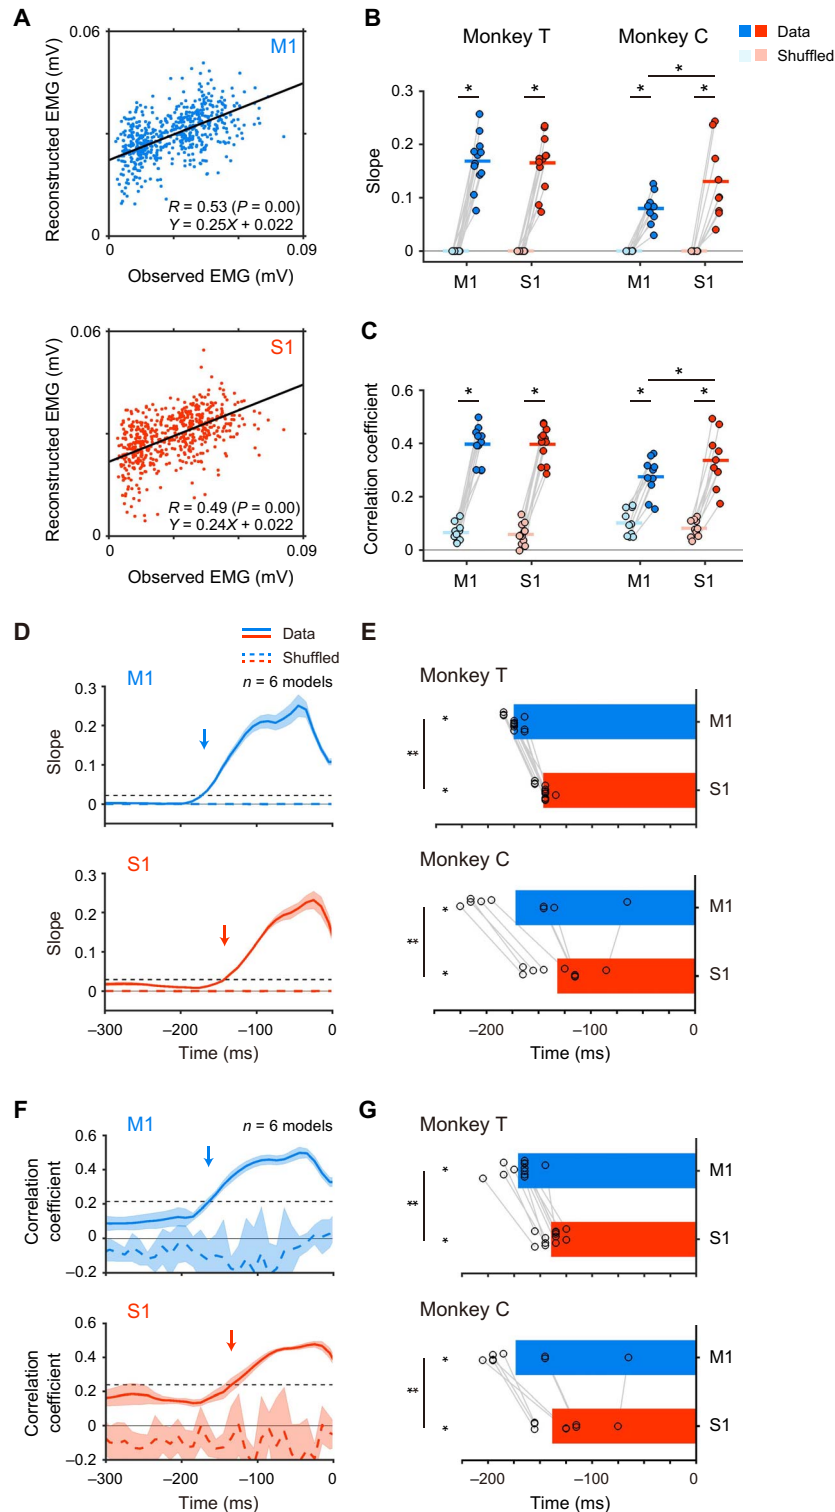 A
0.06
M1
Reconstructed EMG (mV)
R = 0.53 (P = 0.00)
Y = 0.25X + 0.022
0
0
0.09
Observed EMG (mV)
0.06
S1
Reconstructed EMG (mV)
R = 0.49 (P = 0.00)
Y = 0.24X + 0.022
0
0
0.09
Observed EMG (mV)
B
Data
Shuffled
Monkey T
Monkey C
*
*
*
*
*
0.3
0.2
0.1
0
Slope
M1
S1
M1
S1
C
*
*
*
*
*
0.6
0.4
0.2
0
Correlation coefficient
M1
S1
M1
S1
D
Data
Shuffled
n = 6 models
M1
0.3
0.2
0.1
0
Slope
S1
0.3
0.2
0.1
0
Slope
–300
–200
–100
0
Time (ms)
E
Monkey T
*
**
*
M1
S1
Monkey C
*
**
*
M1
S1
–200
–100
0
Time (ms)
F
M1
n = 6 models
0.6
0.4
0.2
0
–0.2
Correlation
coefficient
S1
0.6
0.4
0.2
0
–0.2
Correlation
coefficient
–300
–200
–100
0
Time (ms)
G
Monkey T
*
**
*
M1
S1
Monkey C
*
**
*
M1
S1
–200
–100
0
Time (ms)